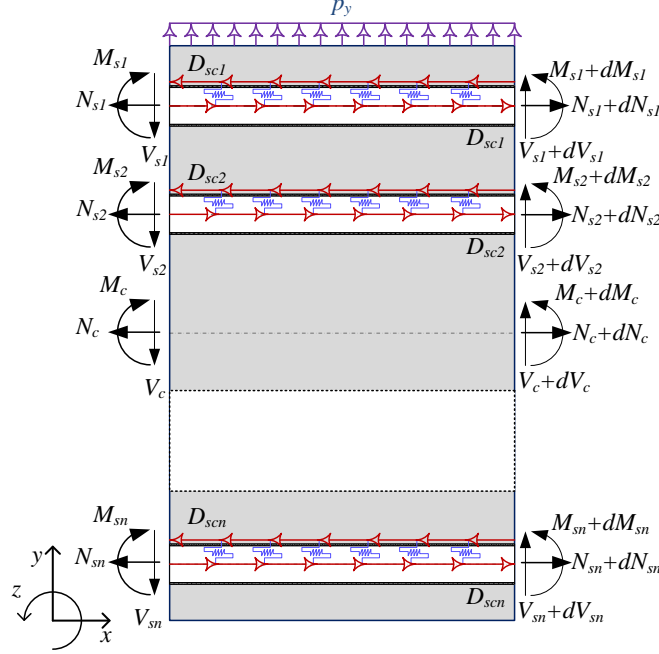 p_y
M_s1
D_sc1
M_s1+dM_s1
N_s1
N_s1+dN_s1
V_s1
D_sc1
V_s1+dV_s1
M_s2
D_sc2
M_s2+dM_s2
N_s2
N_s2+dN_s2
V_s2
D_sc2
V_s2+dV_s2
M_c
M_c+dM_c
N_c
N_c+dN_c
V_c
V_c+dV_c
M_sn
D_scn
M_sn+dM_sn
y
N_sn
N_sn+dN_sn
z
D_scn
V_sn
V_sn+dV_sn
x